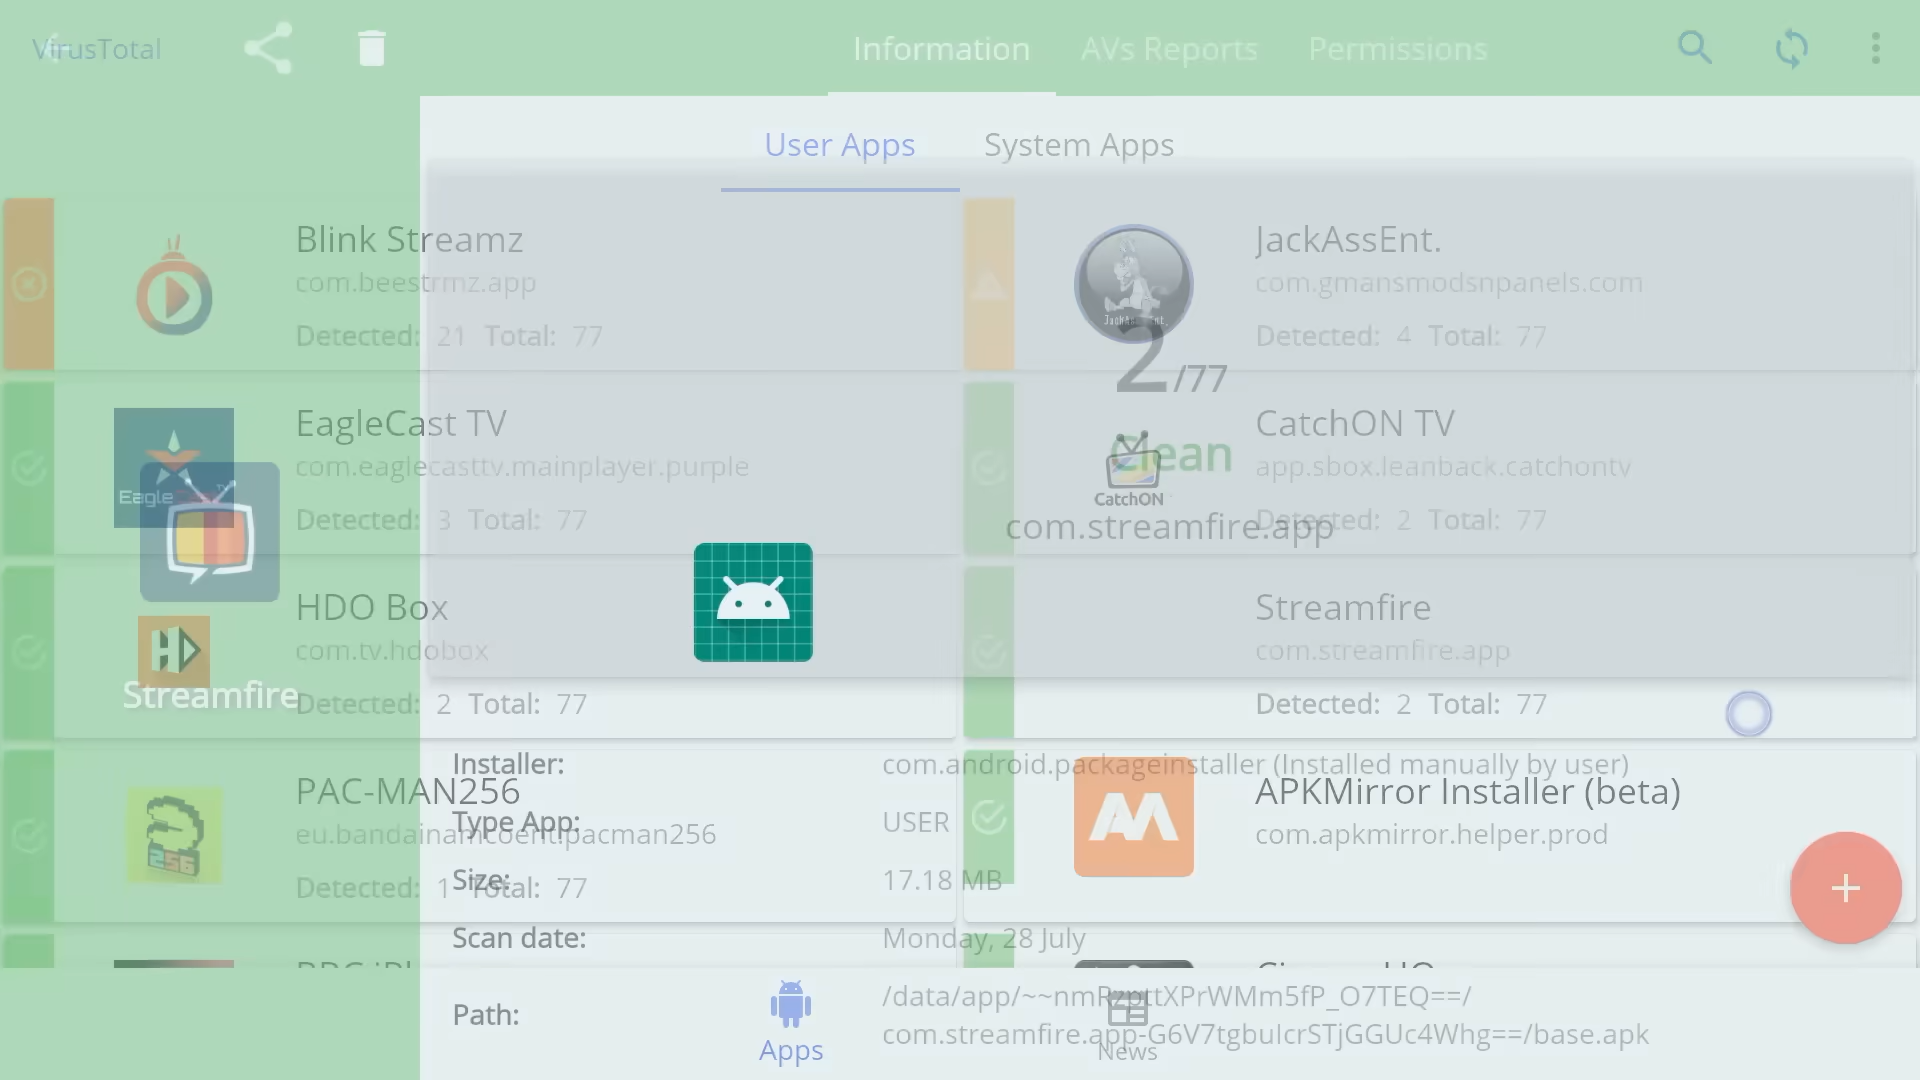 VirusTotal
Information AVs Reports Permissions
User Apps System Apps
Blink Streamz
com.beestrmz.app
Detected: 21 Total: 77
JackAssEnt.
com.gmansmodsnpanels.com
Detected: 4 Total: 77
2/77
Clean
com.streamfire.app
EagleCast TV
com.eaglecasttv.mainplayer.purple
Detected: 3 Total: 77
CatchON TV
app.sbox.leanback.catchontv
Detected: 2 Total: 77
CatchON
HDO Box
com.tv.hdobox
Detected: 2 Total: 77
Streamfire
com.streamfire.app
Detected: 2 Total: 77
Streamfire
PAC-MAN256
eu.bandainamcoent.pacman256
Detected: 1 Total: 77
256
APKMirror Installer (beta)
com.apkmirror.helper.prod
Installer: com.android.packageinstaller (Installed manually by user)
Type App: USER
Size: 17.18 MB
Scan date: Monday, 28 July
Path: /data/app/~~nmRzpttXPrWMm5fP_O7TEQ==/
com.streamfire.app-G6V7tgbuIcrSTjGGUc4Whg==/base.apk
Apps News